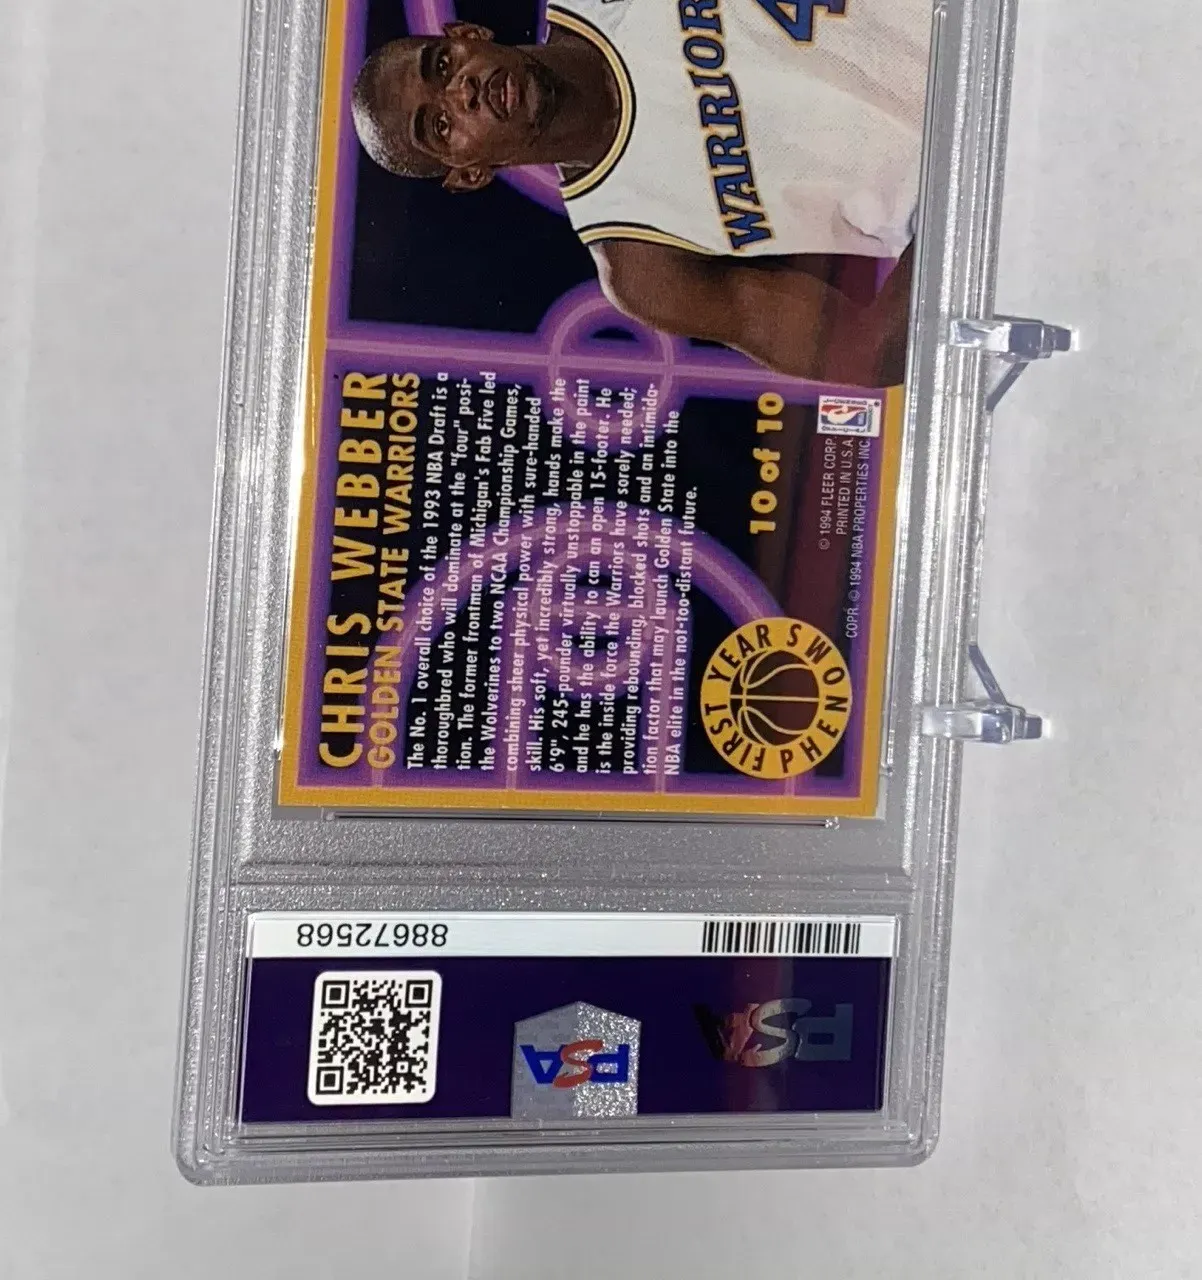 CHRIS WEBBER
GOLDEN STATE WARRIORS
The No. 1 overall choice of the 1993 NBA Draft is a
thoroughbred who will dominate at the "four" posi-
tion. The former frontman of Michigan's Fab Five led
the Wolverines to two NCAA Championship Games,
combining sheer physical power with sure-handed
skill. His soft, yet incredibly strong, hands make the
6'9", 245-pounder virtually unstoppable in the paint
and he has the ability to can an open 15-footer. He
is the inside force the Warriors have sorely needed;
providing rebounding, blocked shots and an intimida-
tion factor that may launch Golden State into the
NBA elite in the not-too-distant future.
FIRST YEAR PHENOMS
10 of 10
© 1994 FLEER CORP.
PRINTED IN U.S.A.
COPR. © 1994 NBA PROPERTIES INC.
WARRIOR
4
88672568
PSA
PSA